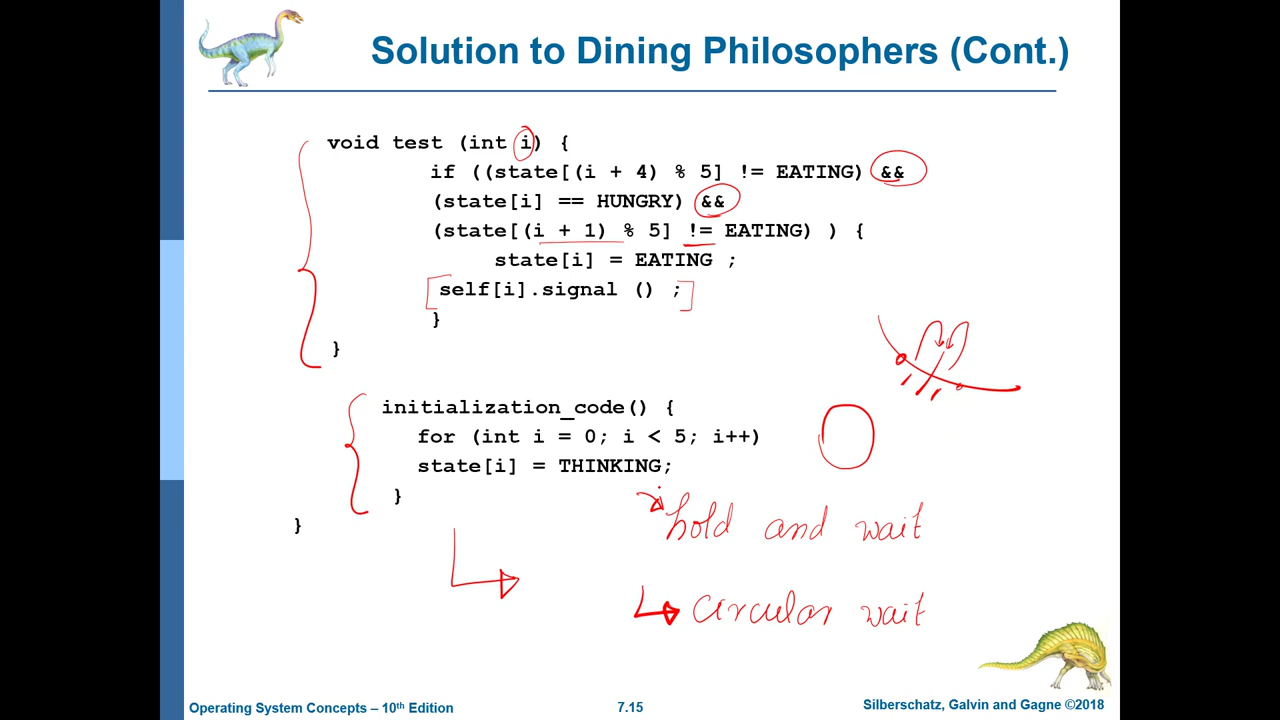 Solution to Dining Philosophers (Cont.)
void test (int i) {
if ((state[(i + 4) % 5] != EATING) &&
(state[i] == HUNGRY) &&
(state[(i + 1) % 5] != EATING) ) {
state[i] = EATING ;
self[i].signal () ;
}
}
initialization_code() {
for (int i = 0; i < 5; i++)
state[i] = THINKING;
}
}
hold and wait
circular wait
Operating System Concepts – 10th Edition
7.15
Silberschatz, Galvin and Gagne ©2018